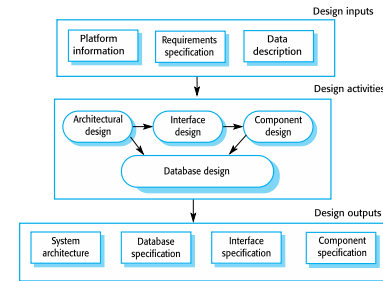 Design inputs
Platform
information
Requirements
specification
Data
description
Design activities
Architectural
design
Interface
design
Component
design
Database design
Design outputs
System
architecture
Database
specification
Interface
specification
Component
specification